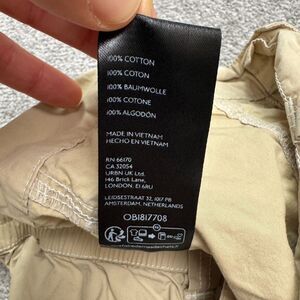 100% COTTON
100% COTON
100% BAUMWOLLE
100% COTONE
100% ALGODÓN
MADE IN VIETNAM
HECHO EN VIETNAM
RN 66170
CA 32054
URBN UK Ltd.
146 Brick Lane,
LONDON, E1 6RU
LEIDSESTRAAT 32, 1017 PB
AMSTERDAM, NETHERLANDS
OB1817708